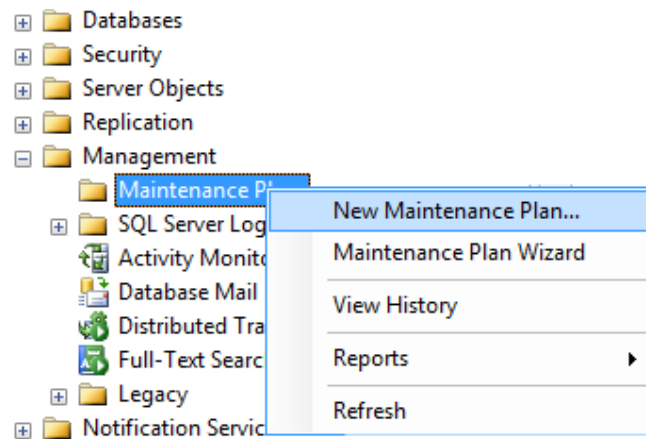 Databases
Security
Server Objects
Replication
Management
Maintenance
New Maintenance Plan...
SQL Server Log
Maintenance Plan Wizard
Activity Monito
Database Mail
View History
Distributed Tra
Full-Text Searc
Reports
Legacy
Refresh
Notification Servic